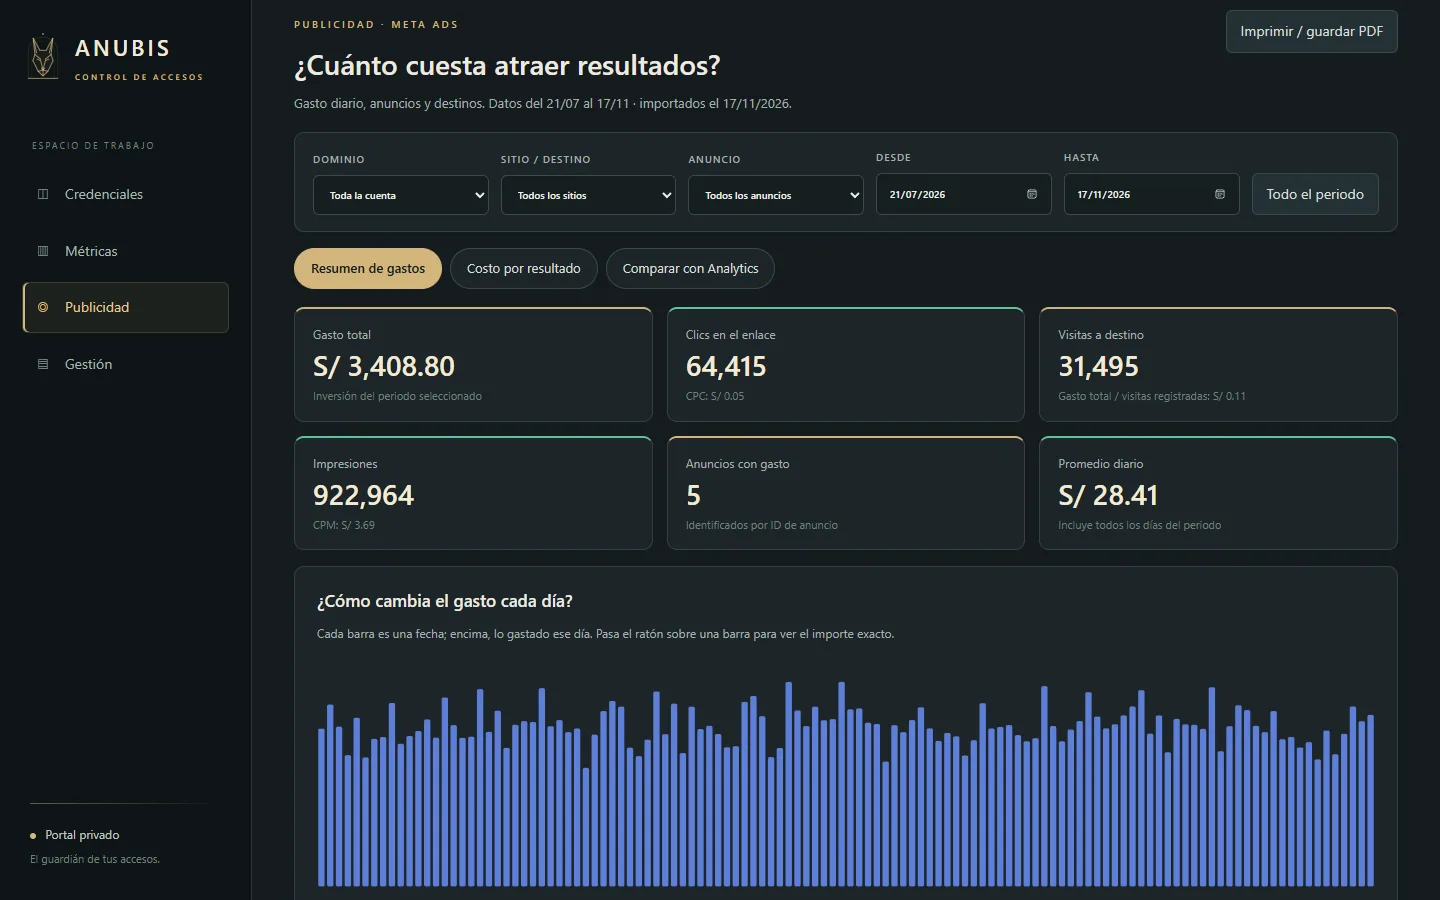 ANUBIS
CONTROL DE ACCESOS
ESPACIO DE TRABAJO
Credenciales
Métricas
Publicidad
Gestión
Portal privado
El guardián de tus accesos.
PUBLICIDAD · META ADS
¿Cuánto cuesta atraer resultados?
Gasto diario, anuncios y destinos. Datos del 21/07 al 17/11 · importados el 17/11/2026.
Imprimir / guardar PDF
DOMINIO
Toda la cuenta
SITIO / DESTINO
Todos los sitios
ANUNCIO
Todos los anuncios
DESDE
21/07/2026
HASTA
17/11/2026
Todo el periodo
Resumen de gastos
Costo por resultado
Comparar con Analytics
Gasto total
S/ 3,408.80
Inversión del periodo seleccionado
Clics en el enlace
64,415
CPC: S/ 0.05
Visitas a destino
31,495
Gasto total / visitas registradas: S/ 0.11
Impresiones
922,964
CPM: S/ 3.69
Anuncios con gasto
5
Identificados por ID de anuncio
Promedio diario
S/ 28.41
Incluye todos los días del periodo
¿Cómo cambia el gasto cada día?
Cada barra es una fecha; encima, lo gastado ese día. Pasa el ratón sobre una barra para ver el importe exacto.